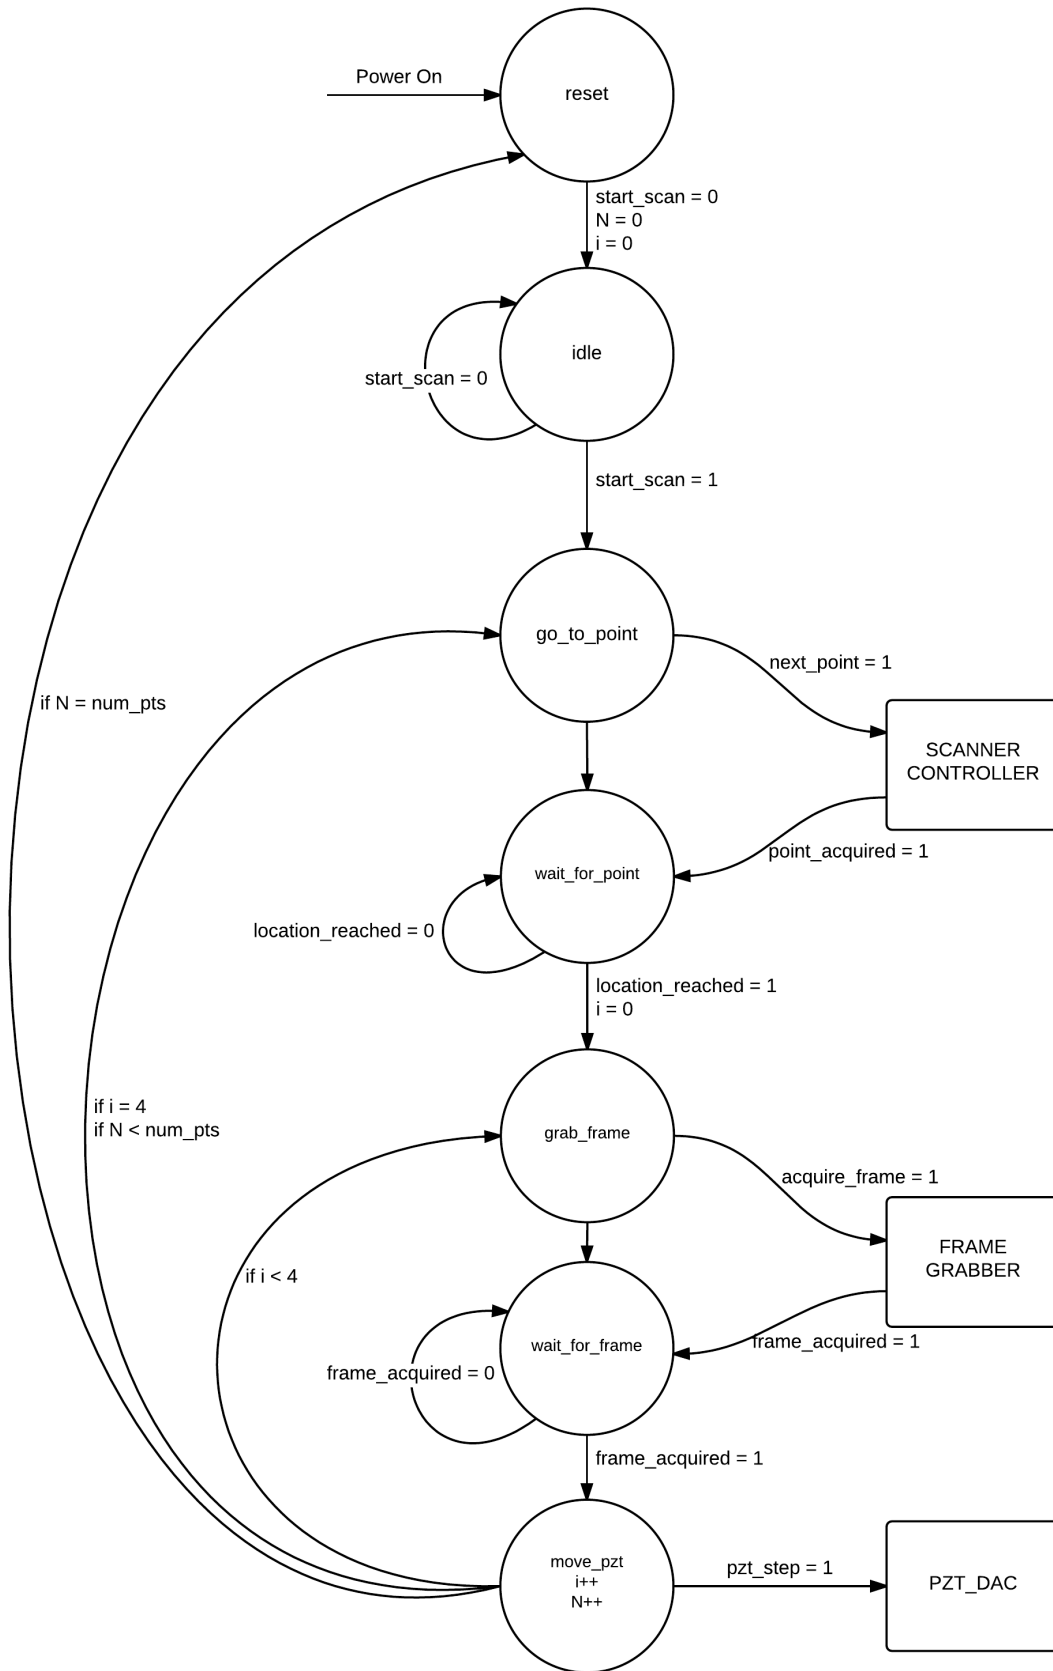 Power On
reset
start_scan = 0
N = 0
i = 0
idle
start_scan = 0
start_scan = 1
go_to_point
next_point = 1
if N = num_pts
SCANNER
CONTROLLER
point_acquired = 1
wait_for_point
location_reached = 0
location_reached = 1
i = 0
if i = 4
if N < num_pts
grab_frame
acquire_frame = 1
FRAME
GRABBER
if i < 4
frame_acquired = 1
wait_for_frame
frame_acquired = 0
frame_acquired = 1
move_pzt
i++
N++
pzt_step = 1
PZT_DAC